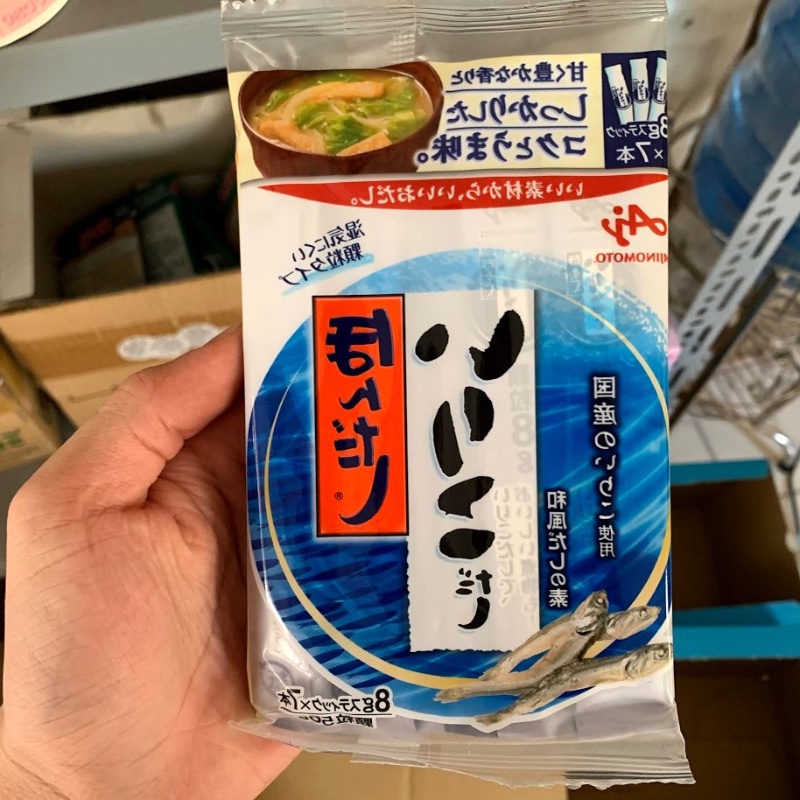 甘く豊かな香りと
しっかりした
コクとうま味。
8gスティック
×7本
いい素材から、いいおだし。
AJINOMOTO®
湿気にくい
顆粒タイプ
ほんだし®
いりこだし
国産のいりこ使用
和風だしの素
8gスティック×7本